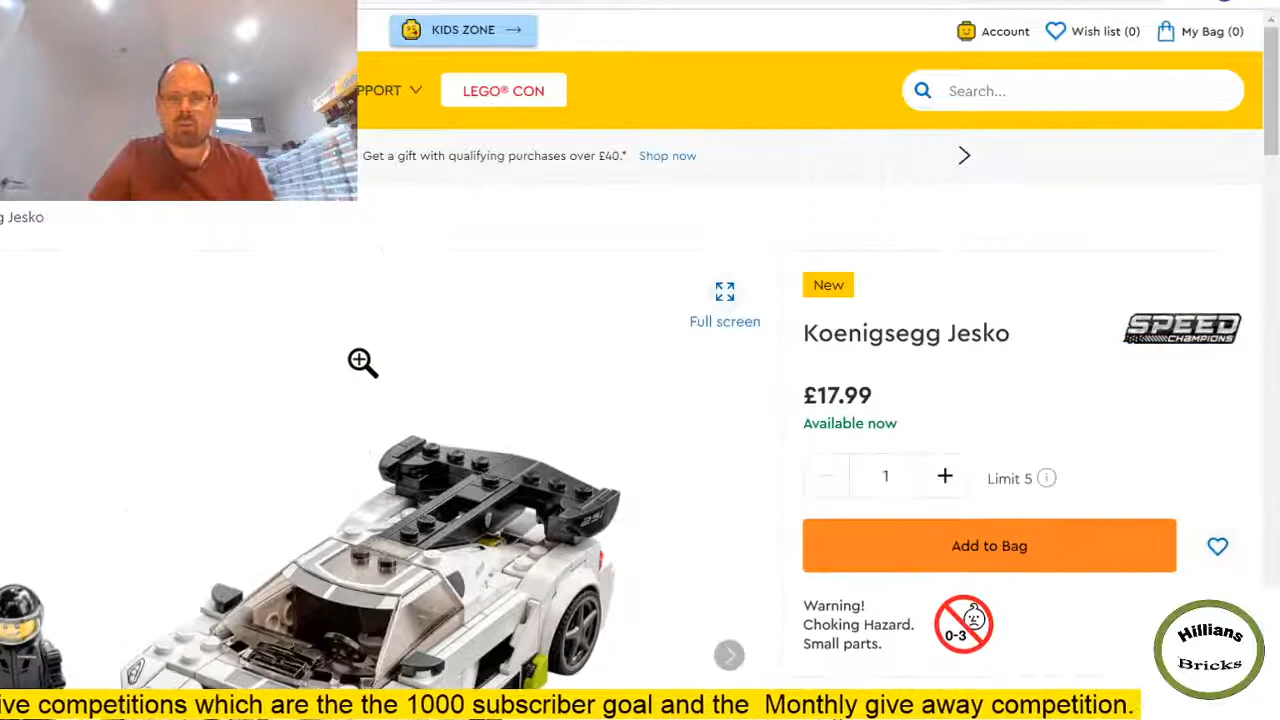 KIDS ZONE →
Account
Wish list (0)
My Bag (0)
PPORT
LEGO® CON
Search...
Get a gift with qualifying purchases over £40.* Shop now
g Jesko
Full screen
New
Koenigsegg Jesko
SPEED
CHAMPIONS
£17.99
Available now
1
Limit 5
Add to Bag
Warning!
Choking Hazard.
Small parts.
0-3
251
Hillians
Bricks
ive competitions which are the the 1000 subscriber goal and the Monthly give away competition.